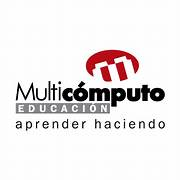 Multicómputo
EDUCACIÓN
aprender haciendo